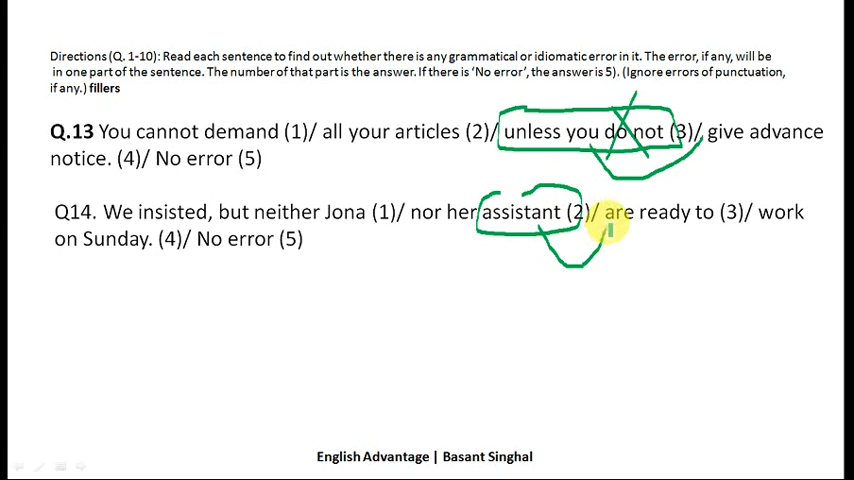 Directions (Q. 1-10): Read each sentence to find out whether there is any grammatical or idiomatic error in it. The error, if any, will be
in one part of the sentence. The number of that part is the answer. If there is 'No error', the answer is 5). (Ignore errors of punctuation,
if any.) fillers
Q.13 You cannot demand (1)/ all your articles (2)/ unless you do not (3)/ give advance
notice. (4)/ No error (5)
Q14. We insisted, but neither Jona (1)/ nor her assistant (2)/ are ready to (3)/ work
on Sunday. (4)/ No error (5)
English Advantage | Basant Singhal